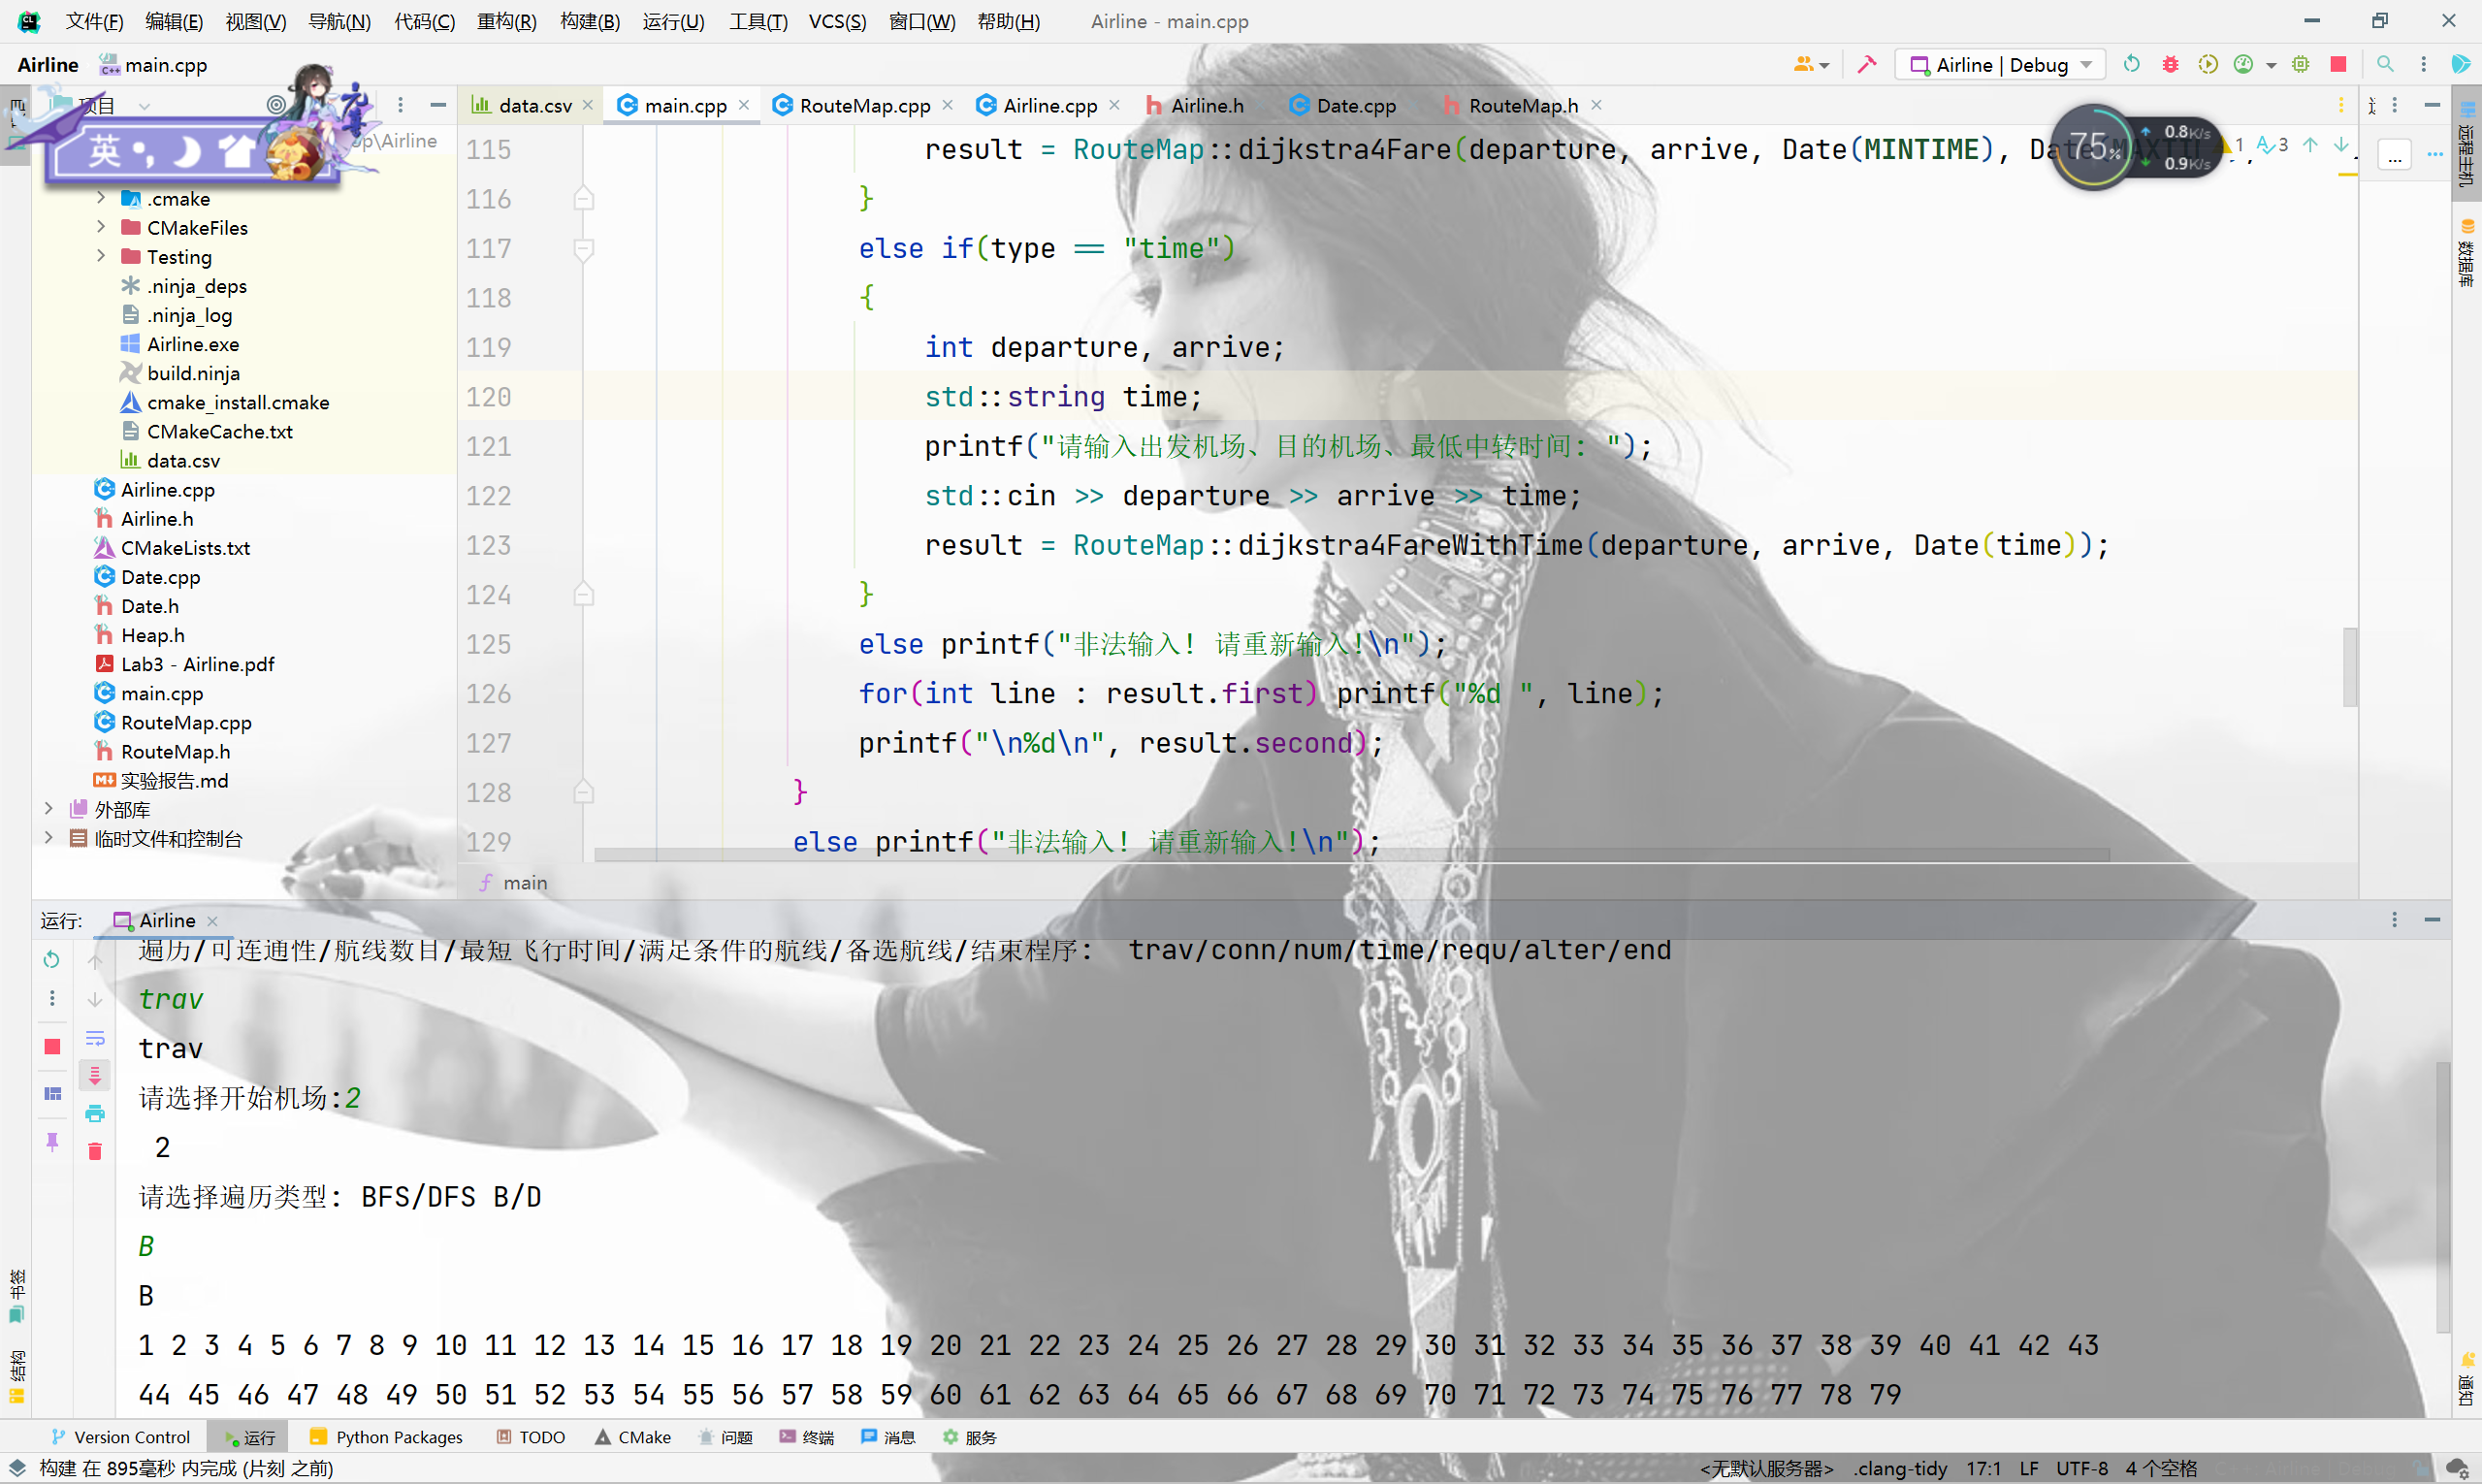 文件(F) 编辑(E) 视图(V) 导航(N) 代码(C) 重构(R) 构建(B) 运行(U) 工具(T) VCS(S) 窗口(W) 帮助(H) Airline - main.cpp
Airline main.cpp
Airline | Debug
项目
data.csv main.cpp RouteMap.cpp Airline.cpp Airline.h Date.cpp RouteMap.h
英
p\Airline
75%
0.8K/s
0.9K/s
1 3
...
.cmake
CMakeFiles
Testing
.ninja_deps
.ninja_log
Airline.exe
build.ninja
cmake_install.cmake
CMakeCache.txt
data.csv
Airline.cpp
Airline.h
CMakeLists.txt
Date.cpp
Date.h
Heap.h
Lab3 - Airline.pdf
main.cpp
RouteMap.cpp
RouteMap.h
实验报告.md
外部库
临时文件和控制台
115 result = RouteMap::dijkstra4Fare(departure, arrive, Date(MINTIME),
116 }
117 else if(type == "time")
118 {
119 int departure, arrive;
120 std::string time;
121 printf("请输入出发机场、目的机场、最低中转时间: ");
122 std::cin >> departure >> arrive >> time;
123 result = RouteMap::dijkstra4FareWithTime(departure, arrive, Date(time));
124 }
125 else printf("非法输入! 请重新输入!\n");
126 for(int line : result.first) printf("%d ", line);
127 printf("\n%d\n", result.second);
128 }
129 else printf("非法输入! 请重新输入!\n");
main
远程主机
数据库
运行: Airline
遍历/可连通性/航线数目/最短飞行时间/满足条件的航线/备选航线/结束程序: trav/conn/num/time/requ/alter/end
trav
trav
请选择开始机场:2
2
请选择遍历类型: BFS/DFS B/D
B
B
1 2 3 4 5 6 7 8 9 10 11 12 13 14 15 16 17 18 19 20 21 22 23 24 25 26 27 28 29 30 31 32 33 34 35 36 37 38 39 40 41 42 43
44 45 46 47 48 49 50 51 52 53 54 55 56 57 58 59 60 61 62 63 64 65 66 67 68 69 70 71 72 73 74 75 76 77 78 79
书签
结构
通知
Version Control 运行 Python Packages TODO CMake 问题 终端 消息 服务
构建 在 895毫秒 内完成 (片刻 之前)
<无默认服务器> .clang-tidy 17:1 LF UTF-8 4 个空格